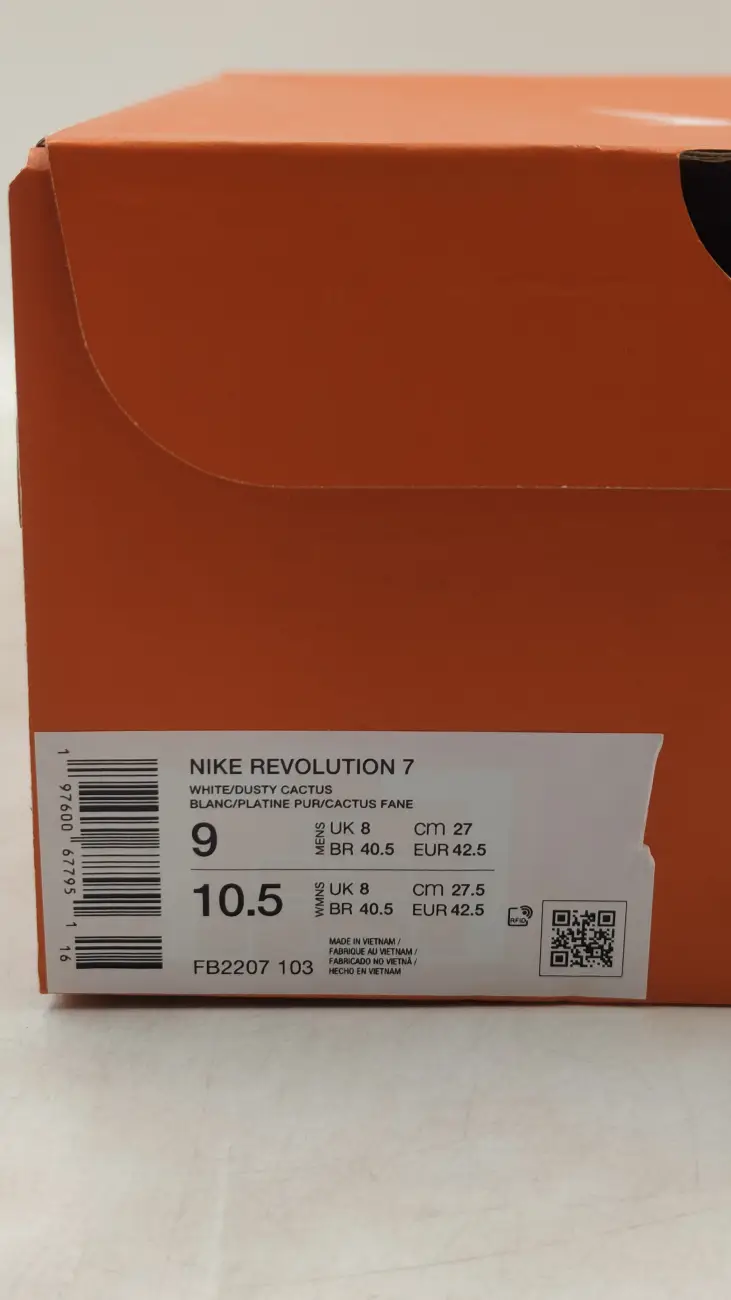 NIKE REVOLUTION 7
WHITE/DUSTY CACTUS
BLANC/PLATINE PUR/CACTUS FANE
9 MENS UK 8 cm 27
BR 40.5 EUR 42.5
10.5 WMNS UK 8 cm 27.5
BR 40.5 EUR 42.5
FB2207 103
MADE IN VIETNAM /
FABRIQUE AU VIETNAM /
FABRICADO NO VIETNÃ /
HECHO EN VIETNAM
RFID
1 97600 67795 1 16